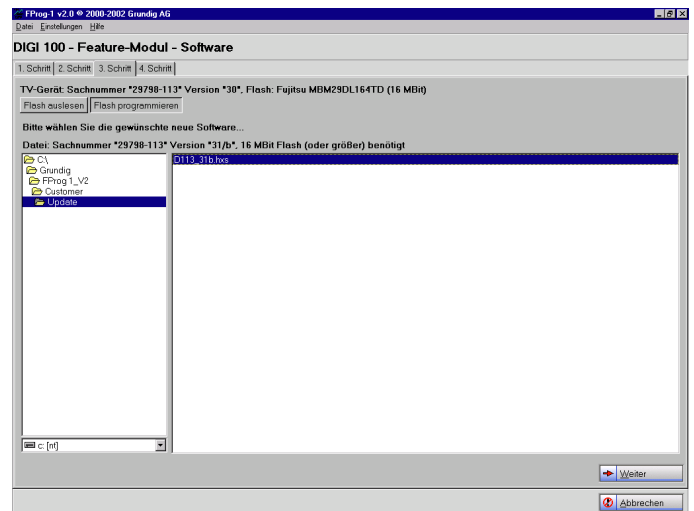 FProg-1 v2.0 © 2000-2002 Grundig AG
Datei Einstellungen Hilfe
DIGI 100 - Feature-Modul - Software
1. Schritt 2. Schritt 3. Schritt 4. Schritt
TV-Gerät: Sachnummer "29798-113" Version "30", Flash: Fujitsu MBM29DL164TD (16 MBit)
Flash auslesen Flash programmieren
Bitte wählen Sie die gewünschte neue Software...
Datei: Sachnummer "29798-113" Version "31/b", 16 MBit Flash (oder größer) benötigt
C:\
Grundig
FProg 1_V2
Customer
Update
D113_31b.hxs
c: [nt]
Weiter
Abbrechen